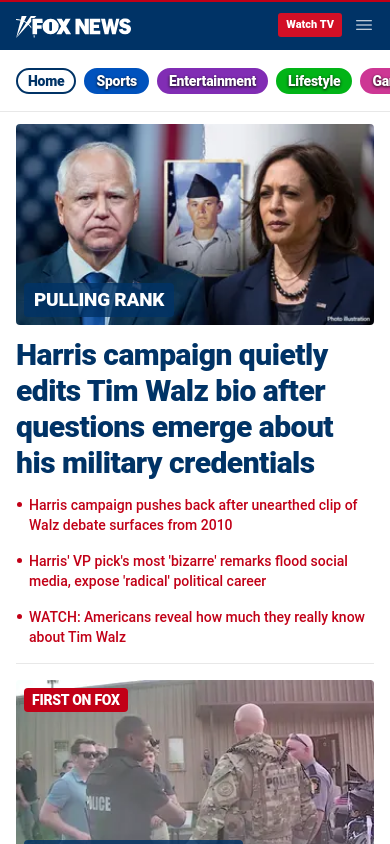 FOX NEWS
Watch TV
Home
Sports
Entertainment
Lifestyle
Ga
PULLING RANK
Photo illustration
Harris campaign quietly
edits Tim Walz bio after
questions emerge about
his military credentials
• Harris campaign pushes back after unearthed clip of
Walz debate surfaces from 2010
• Harris' VP pick's most 'bizarre' remarks flood social
media, expose 'radical' political career
• WATCH: Americans reveal how much they really know
about Tim Walz
FIRST ON FOX
POLICE
POLICE